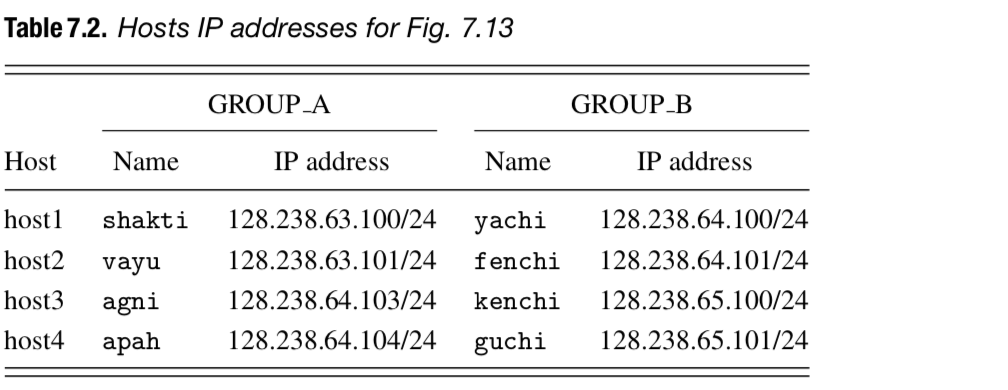 Table 7.2. Hosts IP addresses for Fig. 7.13
GROUP_A GROUP_B
Host Name IP address Name IP address
host1 shakti 128.238.63.100/24 yachi 128.238.64.100/24
host2 vayu 128.238.63.101/24 fenchi 128.238.64.101/24
host3 agni 128.238.64.103/24 kenchi 128.238.65.100/24
host4 apah 128.238.64.104/24 guchi 128.238.65.101/24